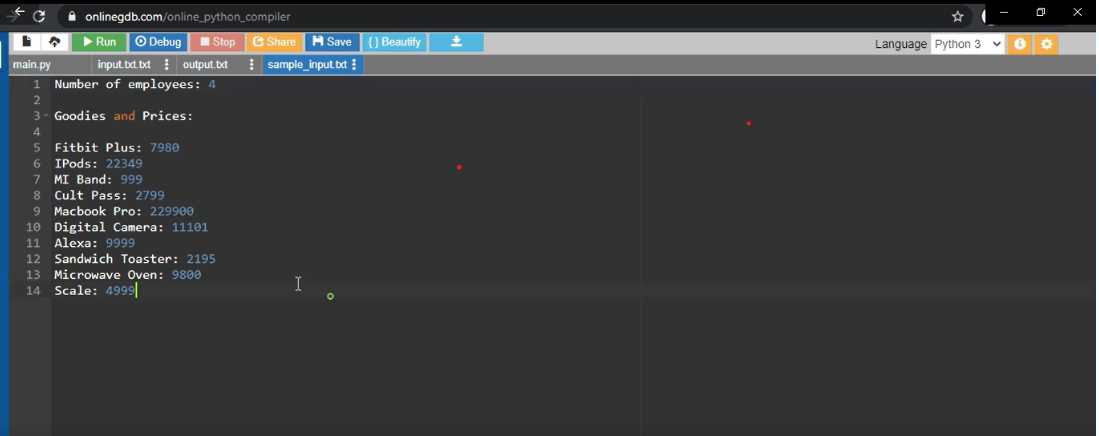 onlinegdb.com/online_python_compiler
Run Debug Stop Share Save { } Beautify
Language Python 3
main.py input.txt.txt output.txt sample_input.txt
1 Number of employees: 4
2
3 Goodies and Prices:
4
5 Fitbit Plus: 7980
6 IPods: 22349
7 MI Band: 999
8 Cult Pass: 2799
9 Macbook Pro: 229900
10 Digital Camera: 11101
11 Alexa: 9999
12 Sandwich Toaster: 2195
13 Microwave Oven: 9800
14 Scale: 4999